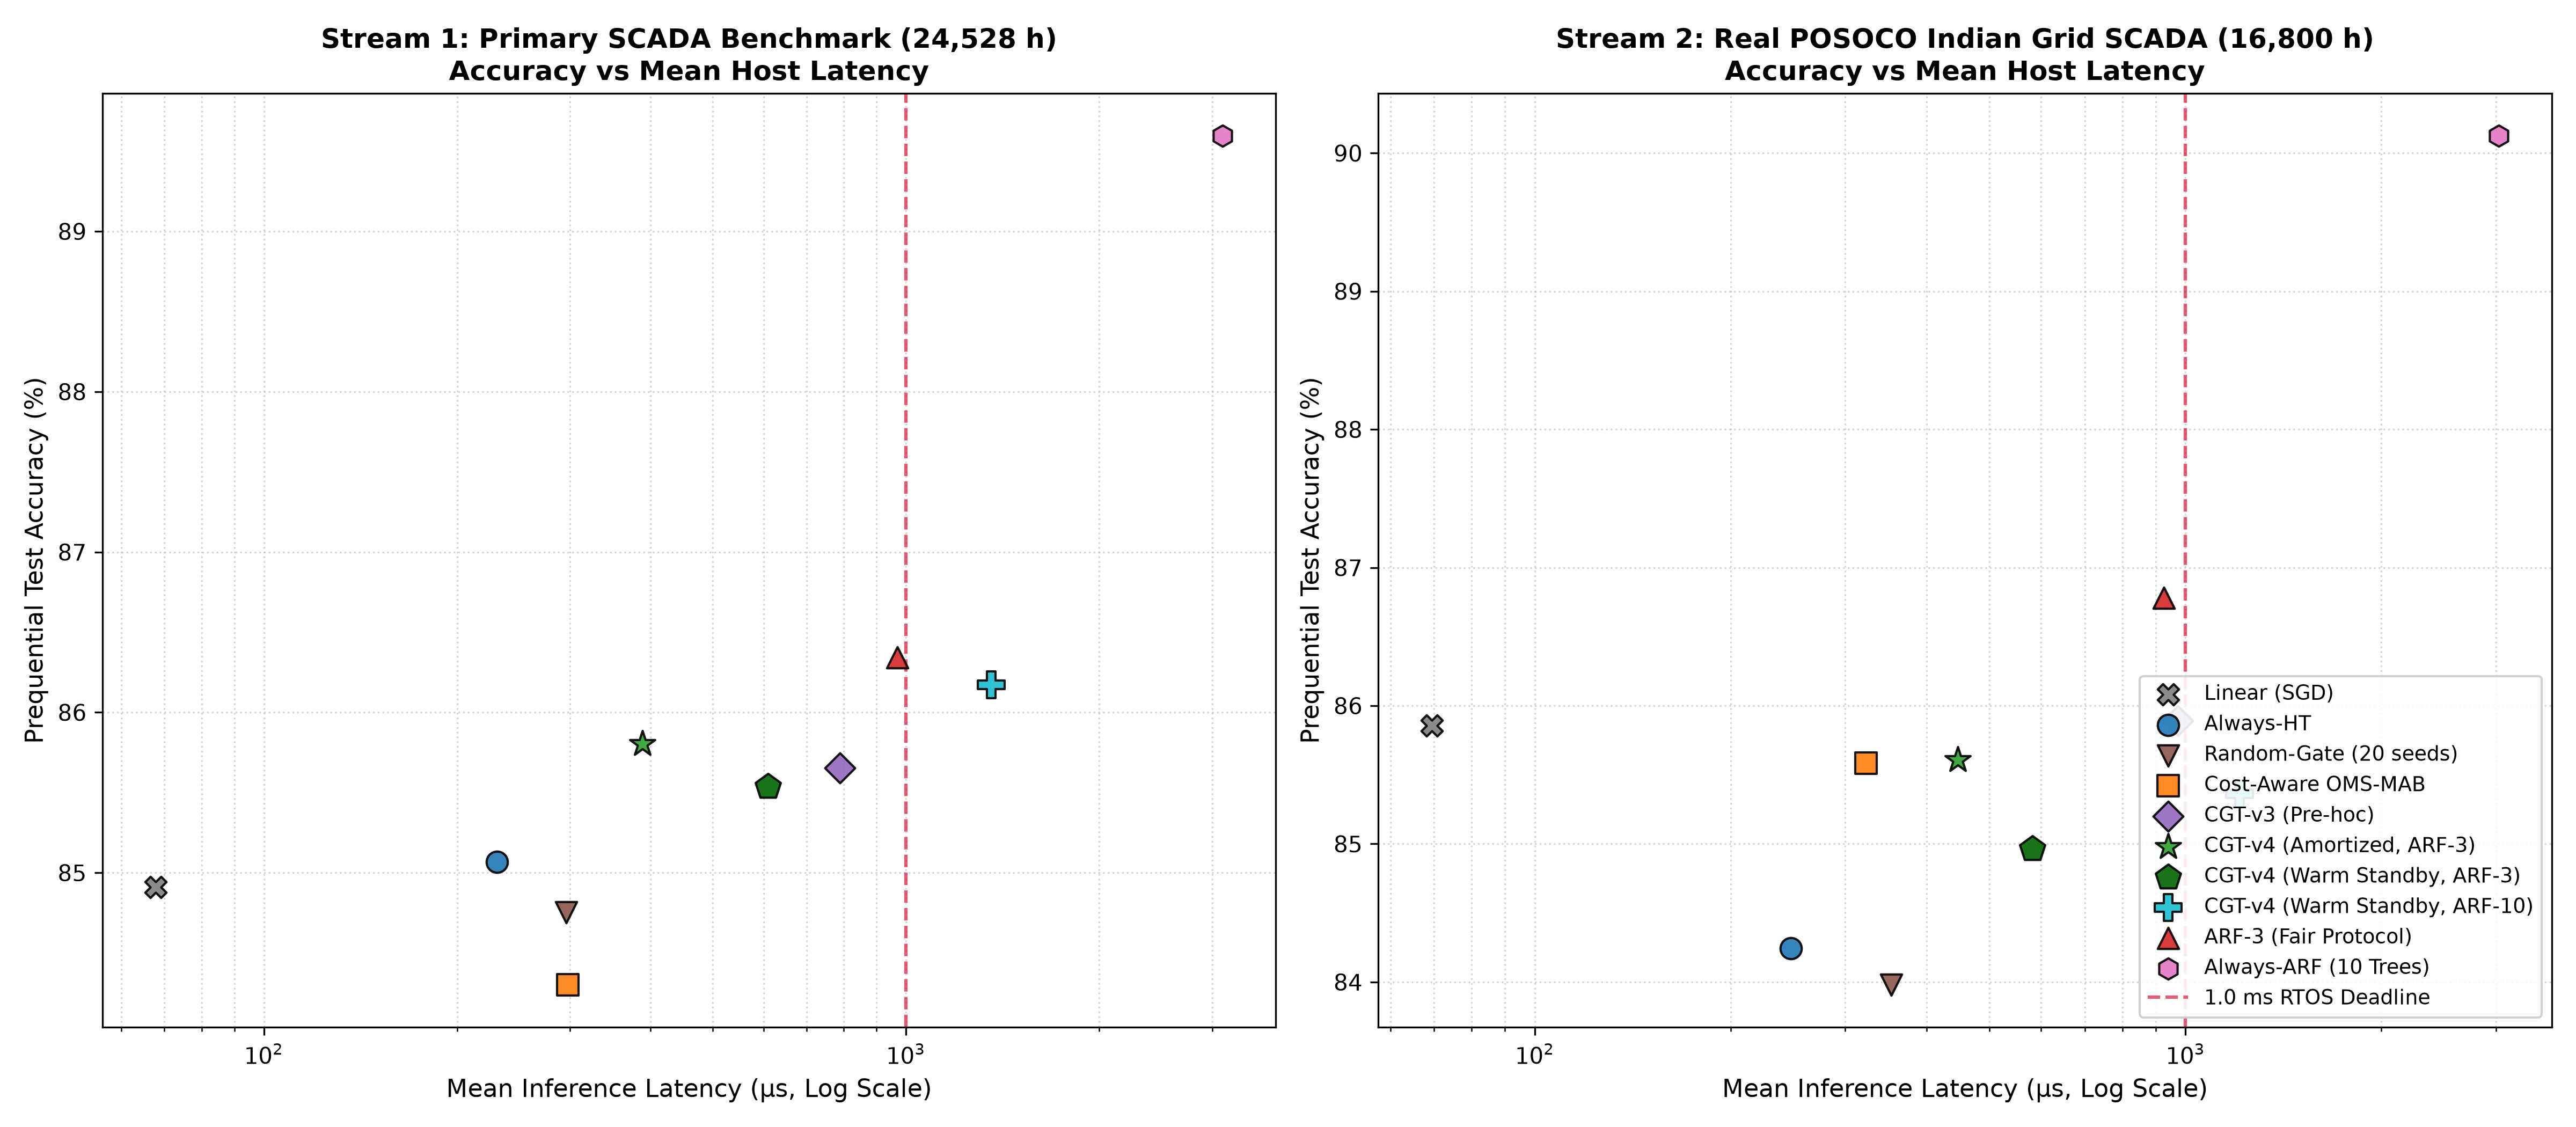 Stream 1: Primary SCADA Benchmark (24,528 h)
Accuracy vs Mean Host Latency
Prequential Test Accuracy (%)
89
88
87
86
85
10²
10³
Mean Inference Latency (μs, Log Scale)
Stream 2: Real POSOCO Indian Grid SCADA (16,800 h)
Accuracy vs Mean Host Latency
Prequential Test Accuracy (%)
90
89
88
87
86
85
84
10²
10³
Mean Inference Latency (μs, Log Scale)
Linear (SGD)
Always-HT
Random-Gate (20 seeds)
Cost-Aware OMS-MAB
CGT-v3 (Pre-hoc)
CGT-v4 (Amortized, ARF-3)
CGT-v4 (Warm Standby, ARF-3)
CGT-v4 (Warm Standby, ARF-10)
ARF-3 (Fair Protocol)
Always-ARF (10 Trees)
1.0 ms RTOS Deadline